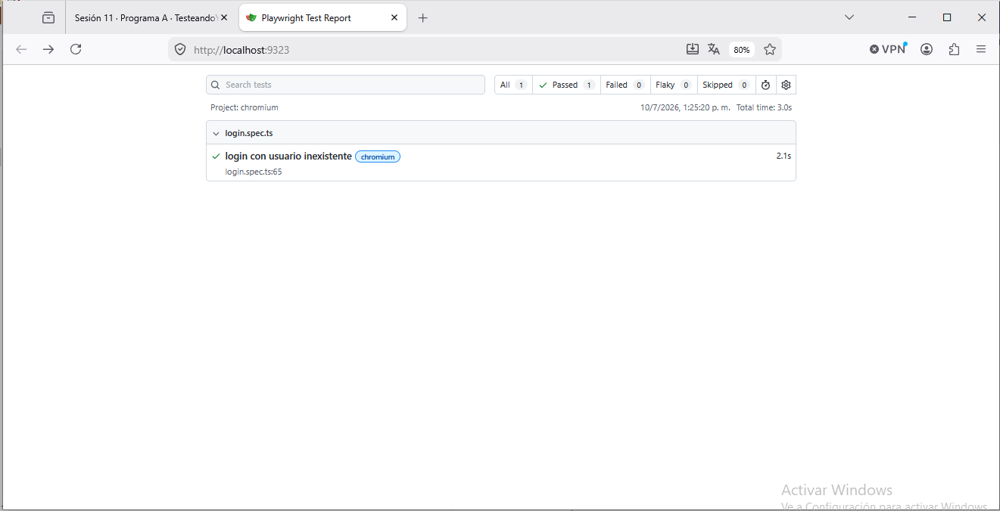 Sesión 11 · Programa A · Testeando
Playwright Test Report
http://localhost:9323
80%
VPN
Search tests
All 1
Passed 1
Failed 0
Flaky 0
Skipped 0
Project: chromium
10/7/2026, 1:25:20 p. m. Total time: 3.0s
login.spec.ts
login con usuario inexistente chromium 2.1s
login.spec.ts:65
Activar Windows
Ve a Configuración para activar Windows.